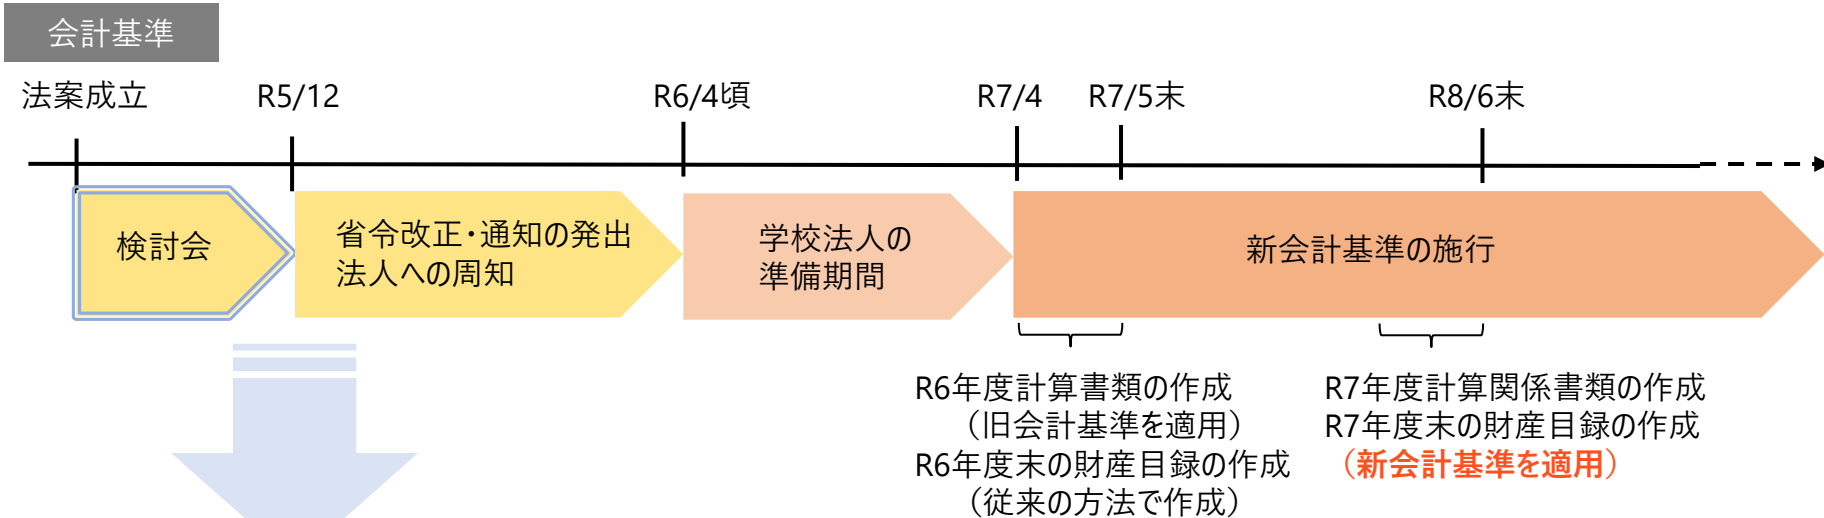 会計基準
法案成立
R5/12
R6/4頃
R7/4
R7/5末
R8/6末
検討会
省令改正・通知の発出
法人への周知
学校法人の
準備期間
新会計基準の施行
R6年度計算書類の作成
（旧会計基準を適用）
R6年度末の財産目録の作成
（従来の方法で作成）
R7年度計算関係書類の作成
R7年度末の財産目録の作成
（新会計基準を適用）